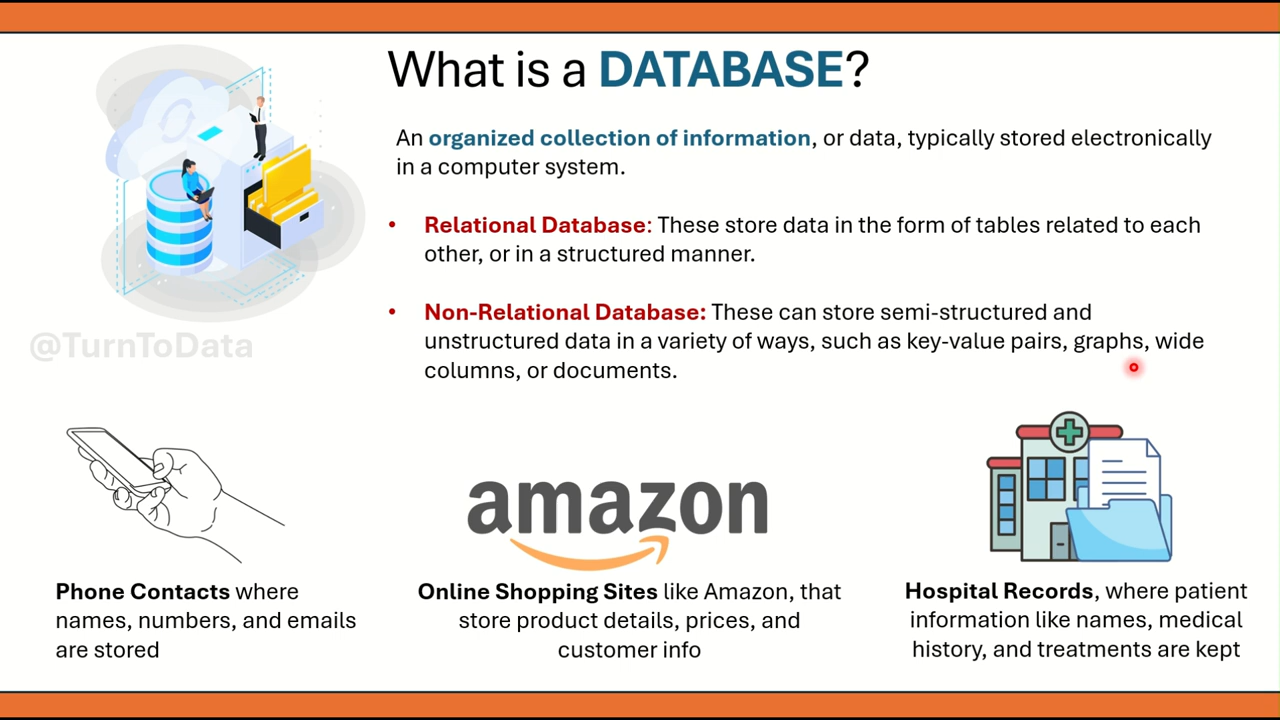 What is a DATABASE?
An organized collection of information, or data, typically stored electronically
in a computer system.
• Relational Database: These store data in the form of tables related to each
other, or in a structured manner.
• Non-Relational Database: These can store semi-structured and
unstructured data in a variety of ways, such as key-value pairs, graphs, wide
columns, or documents.
@TurnToData
amazon
Phone Contacts where
names, numbers, and emails
are stored
Online Shopping Sites like Amazon, that
store product details, prices, and
customer info
Hospital Records, where patient
information like names, medical
history, and treatments are kept